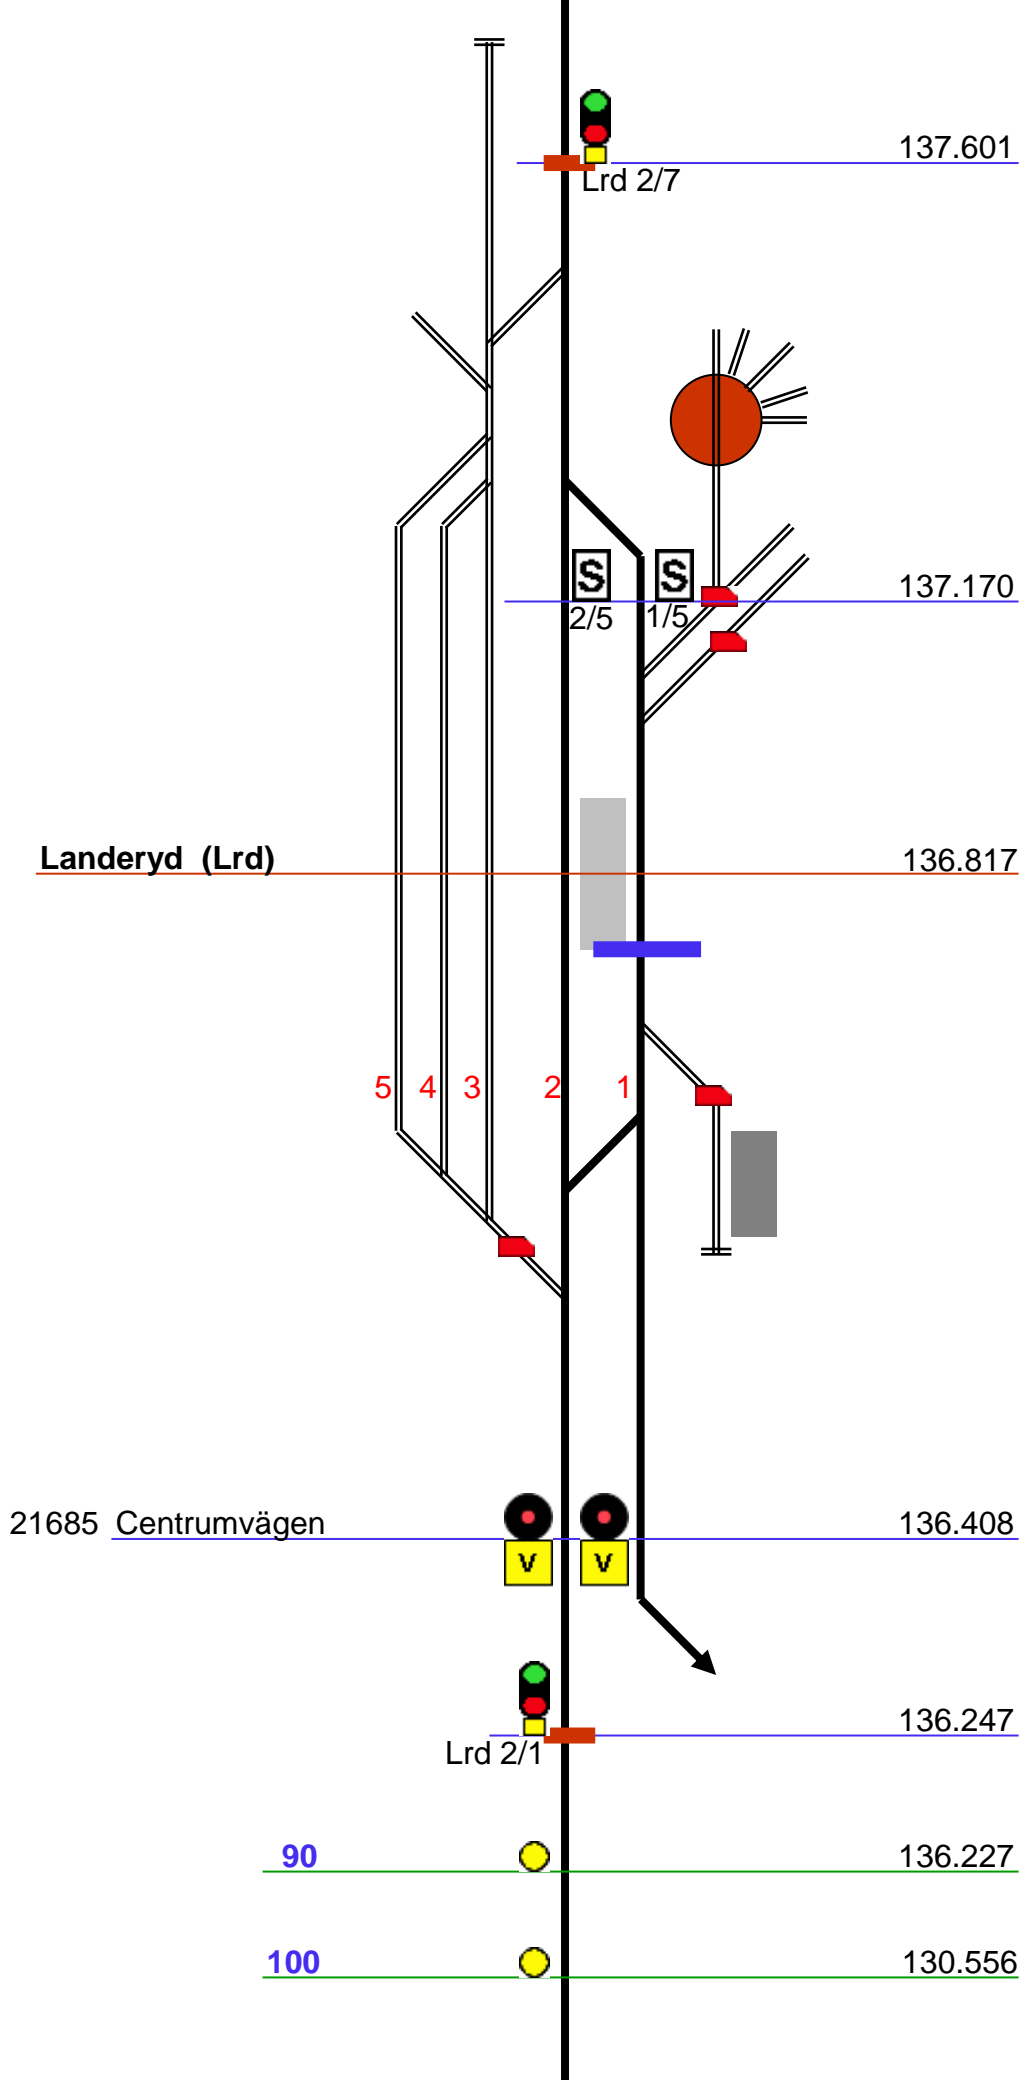 137.601
Lrd 2/7
S S
137.170
2/5 1/5
Landeryd (Lrd) 136.817
5 4 3 2 1
21685 Centrumvägen 136.408
V V
136.247
Lrd 2/1
90 136.227
100 130.556